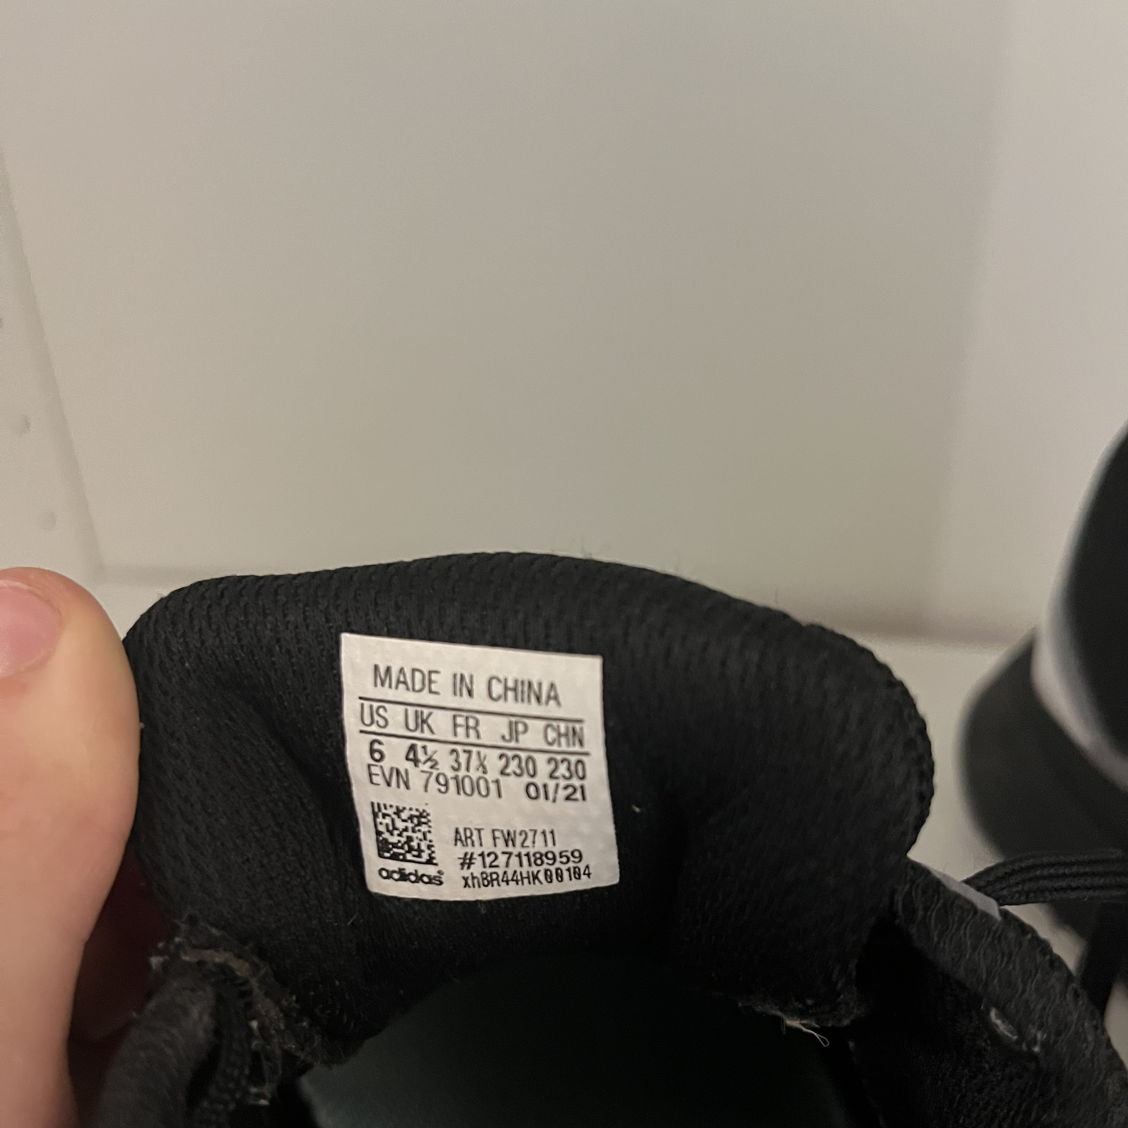 MADE IN CHINA
US UK FR JP CHN
6 4½ 37⅓ 230 230
EVN 791001 01/21
ART FW2711
#127118959
adidas xh8R44HK00104